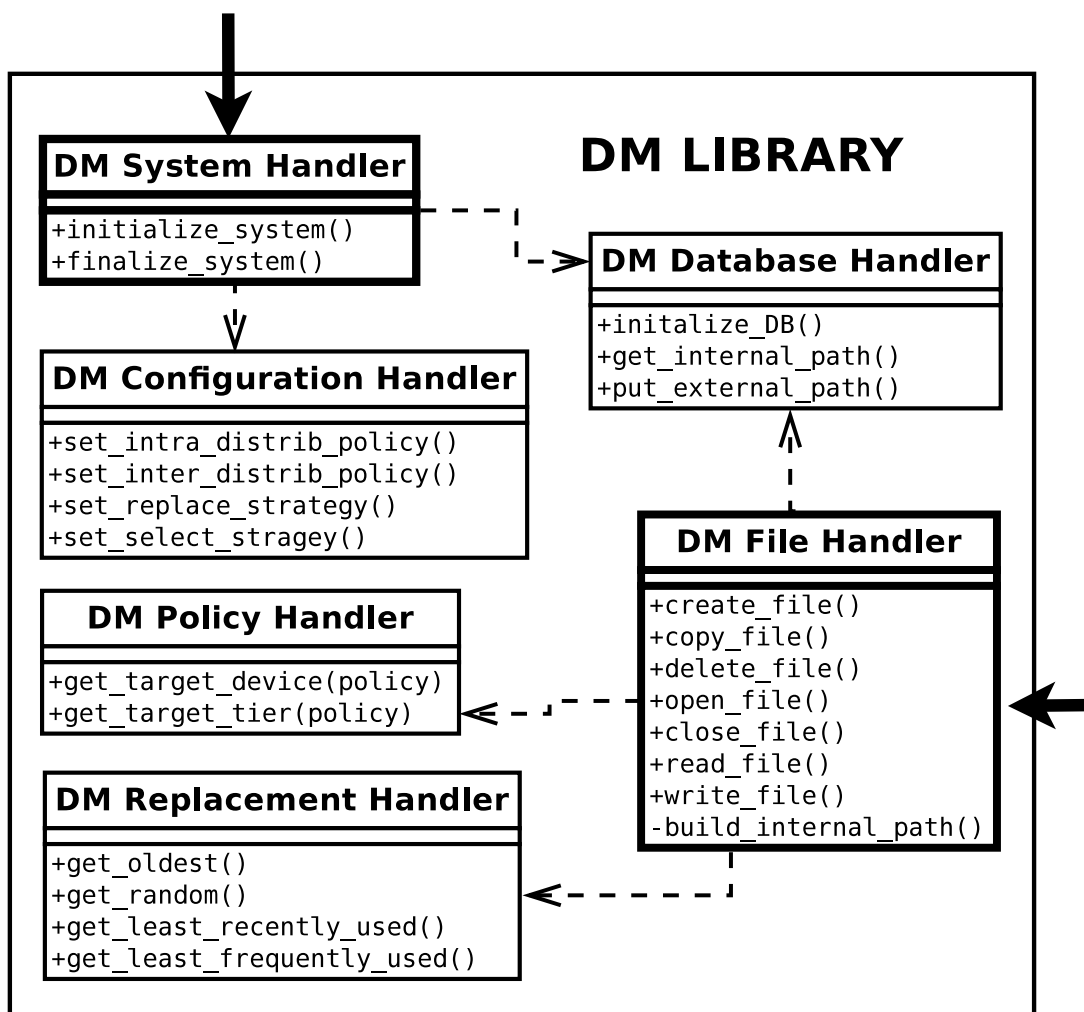 DM LIBRARY
DM System Handler
+initialize_system()
+finalize_system()
DM Database Handler
+initalize_DB()
+get_internal_path()
+put_external_path()
DM Configuration Handler
+set_intra_distrib_policy()
+set_inter_distrib_policy()
+set_replace_strategy()
+set_select_stragey()
DM File Handler
+create_file()
+copy_file()
+delete_file()
+open_file()
+close_file()
+read_file()
+write_file()
-build_internal_path()
DM Policy Handler
+get_target_device(policy)
+get_target_tier(policy)
DM Replacement Handler
+get_oldest()
+get_random()
+get_least_recently_used()
+get_least_frequently_used()